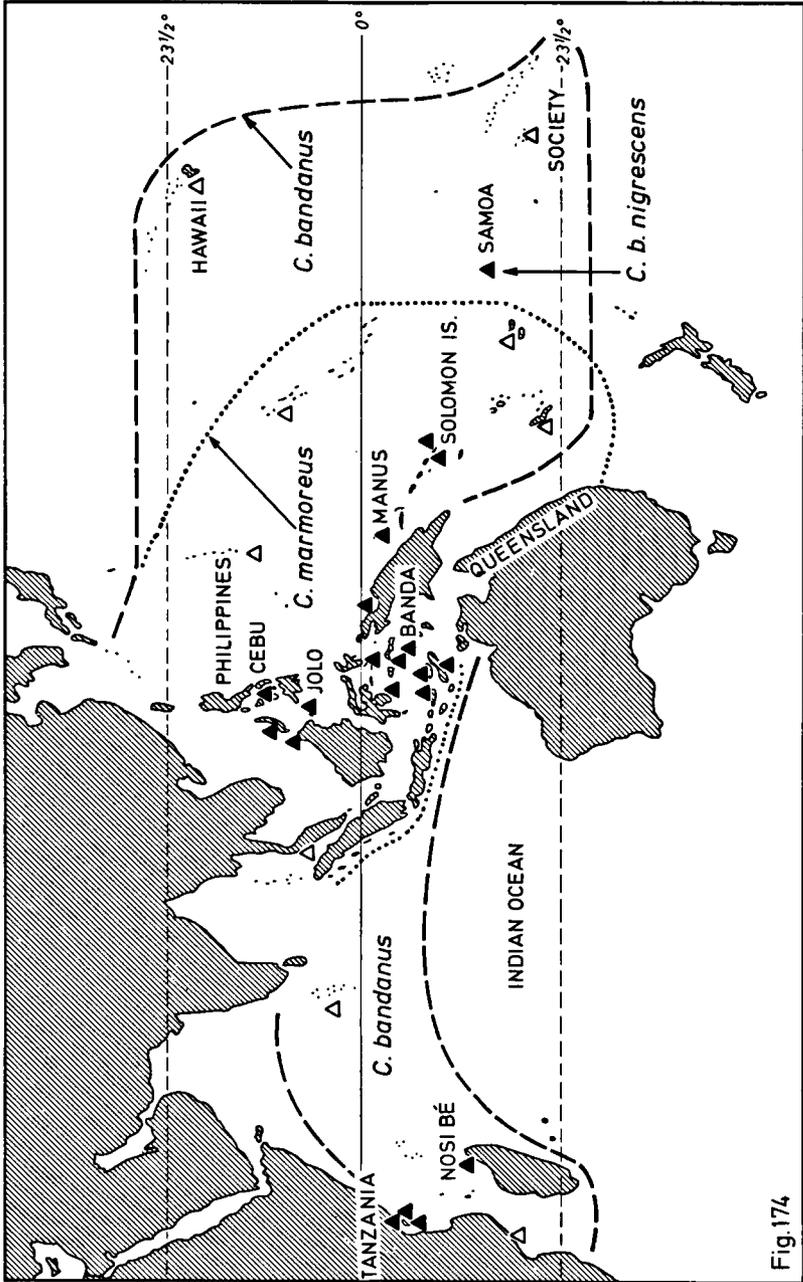 23½°
0°
23½°
HAWAII
C. bandanus
SOCIETY
SAMOA
C. b. nigrescens
C. marmoreus
SOLOMON IS.
MANUS
PHILIPPINES
CEBU
JOLO
BANDA
QUEENSLAND
C. bandanus
INDIAN OCEAN
TANZANIA
NOSI BÉ
Fig.174